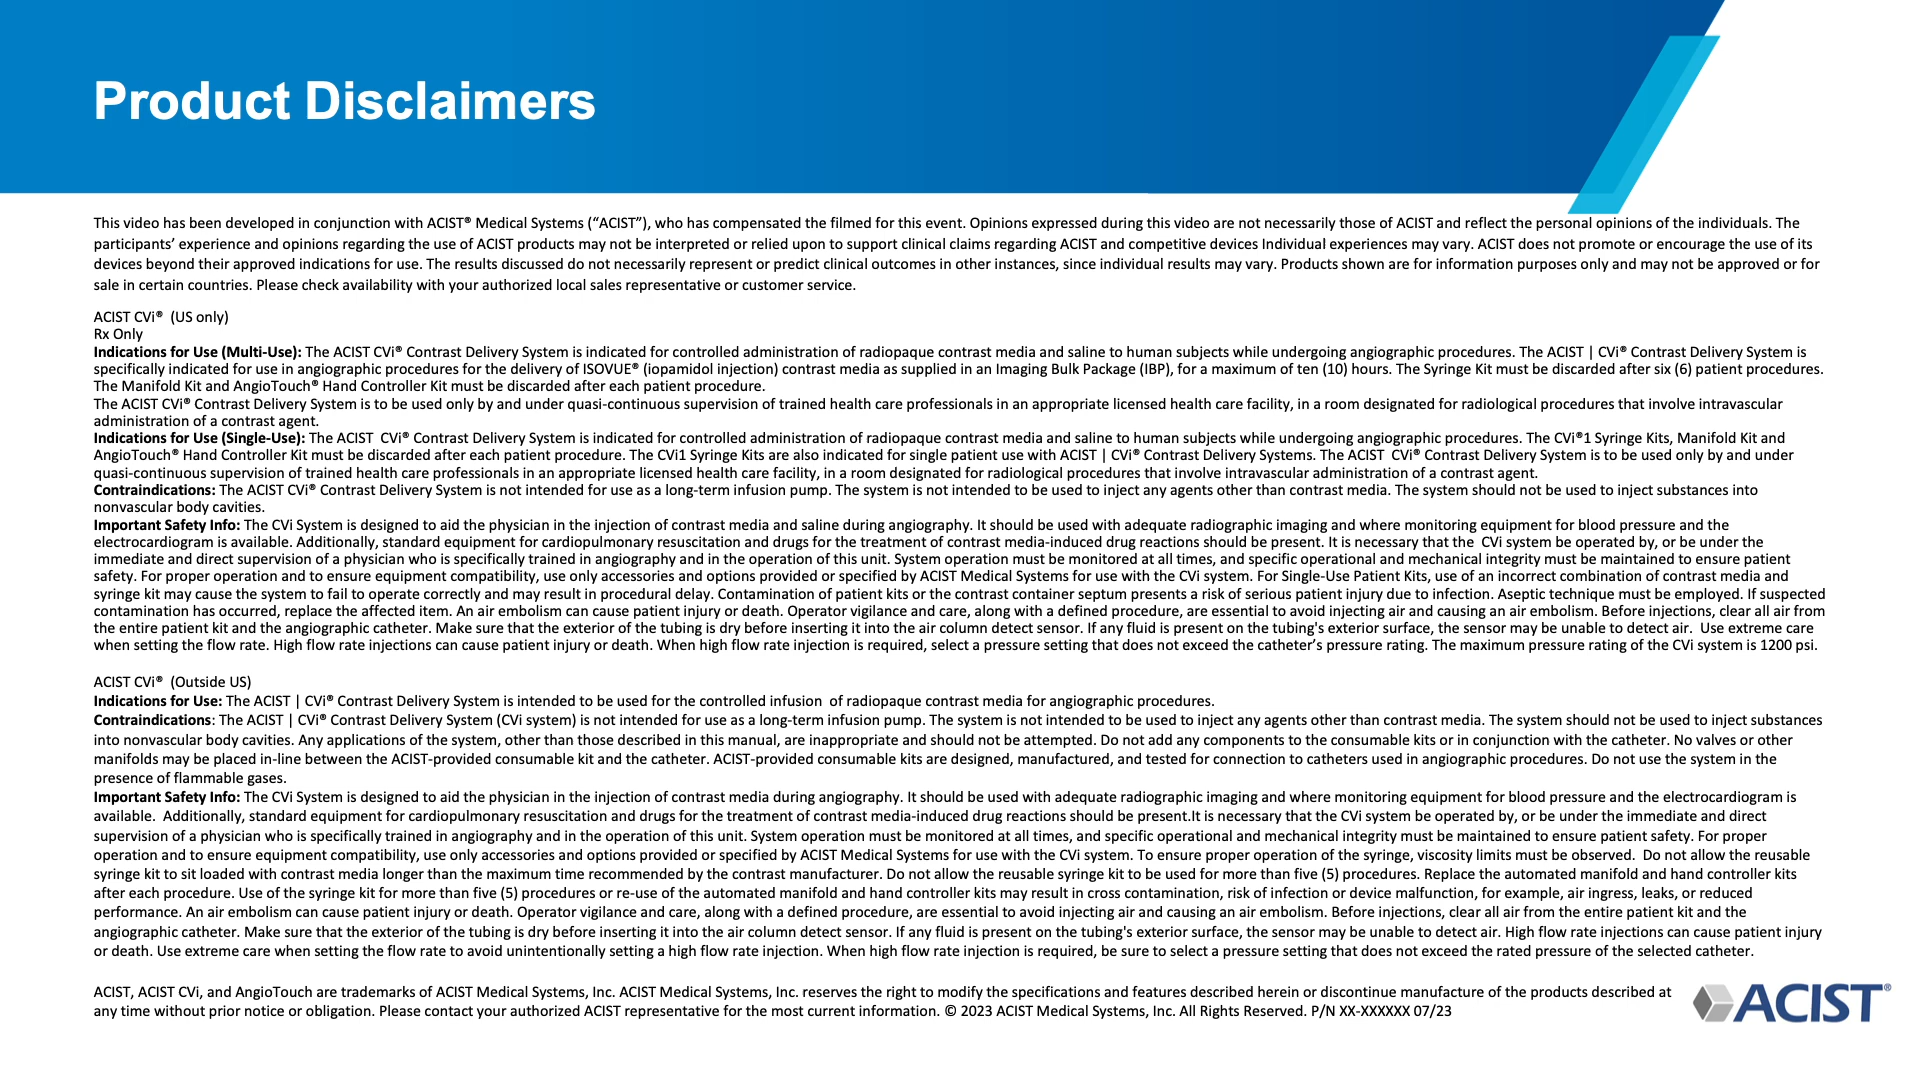 Product Disclaimers
This video has been developed in conjunction with ACIST® Medical Systems (“ACIST”), who has compensated the filmed for this event. Opinions expressed during this video are not necessarily those of ACIST and reflect the personal opinions of the individuals. The
participants’ experience and opinions regarding the use of ACIST products may not be interpreted or relied upon to support clinical claims regarding ACIST and competitive devices Individual experiences may vary. ACIST does not promote or encourage the use of its
devices beyond their approved indications for use. The results discussed do not necessarily represent or predict clinical outcomes in other instances, since individual results may vary. Products shown are for information purposes only and may not be approved or for
sale in certain countries. Please check availability with your authorized local sales representative or customer service.
ACIST CVi® (US only)
Rx Only
Indications for Use (Multi-Use): The ACIST CVi® Contrast Delivery System is indicated for controlled administration of radiopaque contrast media and saline to human subjects while undergoing angiographic procedures. The ACIST | CVi® Contrast Delivery System is
specifically indicated for use in angiographic procedures for the delivery of ISOVUE® (iopamidol injection) contrast media as supplied in an Imaging Bulk Package (IBP), for a maximum of ten (10) hours. The Syringe Kit must be discarded after six (6) patient procedures.
The Manifold Kit and AngioTouch® Hand Controller Kit must be discarded after each patient procedure.
The ACIST CVi® Contrast Delivery System is to be used only by and under quasi-continuous supervision of trained health care professionals in an appropriate licensed health care facility, in a room designated for radiological procedures that involve intravascular
administration of a contrast agent.
Indications for Use (Single-Use): The ACIST CVi® Contrast Delivery System is indicated for controlled administration of radiopaque contrast media and saline to human subjects while undergoing angiographic procedures. The CVi®1 Syringe Kits, Manifold Kit and
AngioTouch® Hand Controller Kit must be discarded after each patient procedure. The CVi1 Syringe Kits are also indicated for single patient use with ACIST | CVi® Contrast Delivery Systems. The ACIST CVi® Contrast Delivery System is to be used only by and under
quasi-continuous supervision of trained health care professionals in an appropriate licensed health care facility, in a room designated for radiological procedures that involve intravascular administration of a contrast agent.
Contraindications: The ACIST CVi® Contrast Delivery System is not intended for use as a long-term infusion pump. The system is not intended to be used to inject any agents other than contrast media. The system should not be used to inject substances into
nonvascular body cavities.
Important Safety Info: The CVi System is designed to aid the physician in the injection of contrast media and saline during angiography. It should be used with adequate radiographic imaging and where monitoring equipment for blood pressure and the
electrocardiogram is available. Additionally, standard equipment for cardiopulmonary resuscitation and drugs for the treatment of contrast media-induced drug reactions should be present. It is necessary that the CVi system be operated by, or be under the
immediate and direct supervision of a physician who is specifically trained in angiography and in the operation of this unit. System operation must be monitored at all times, and specific operational and mechanical integrity must be maintained to ensure patient
safety. For proper operation and to ensure equipment compatibility, use only accessories and options provided or specified by ACIST Medical Systems for use with the CVi system. For Single-Use Patient Kits, use of an incorrect combination of contrast media and
syringe kit may cause the system to fail to operate correctly and may result in procedural delay. Contamination of patient kits or the contrast container septum presents a risk of serious patient injury due to infection. Aseptic technique must be employed. If suspected
contamination has occurred, replace the affected item. An air embolism can cause patient injury or death. Operator vigilance and care, along with a defined procedure, are essential to avoid injecting air and causing an air embolism. Before injections, clear all air from
the entire patient kit and the angiographic catheter. Make sure that the exterior of the tubing is dry before inserting it into the air column detect sensor. If any fluid is present on the tubing's exterior surface, the sensor may be unable to detect air. Use extreme care
when setting the flow rate. High flow rate injections can cause patient injury or death. When high flow rate injection is required, select a pressure setting that does not exceed the catheter’s pressure rating. The maximum pressure rating of the CVi system is 1200 psi.
ACIST CVi® (Outside US)
Indications for Use: The ACIST | CVi® Contrast Delivery System is intended to be used for the controlled infusion of radiopaque contrast media for angiographic procedures.
Contraindications: The ACIST | CVi® Contrast Delivery System (CVi system) is not intended for use as a long-term infusion pump. The system is not intended to be used to inject any agents other than contrast media. The system should not be used to inject substances
into nonvascular body cavities. Any applications of the system, other than those described in this manual, are inappropriate and should not be attempted. Do not add any components to the consumable kits or in conjunction with the catheter. No valves or other
manifolds may be placed in-line between the ACIST-provided consumable kit and the catheter. ACIST-provided consumable kits are designed, manufactured, and tested for connection to catheters used in angiographic procedures. Do not use the system in the
presence of flammable gases.
Important Safety Info: The CVi System is designed to aid the physician in the injection of contrast media during angiography. It should be used with adequate radiographic imaging and where monitoring equipment for blood pressure and the electrocardiogram is
available. Additionally, standard equipment for cardiopulmonary resuscitation and drugs for the treatment of contrast media-induced drug reactions should be present.It is necessary that the CVi system be operated by, or be under the immediate and direct
supervision of a physician who is specifically trained in angiography and in the operation of this unit. System operation must be monitored at all times, and specific operational and mechanical integrity must be maintained to ensure patient safety. For proper
operation and to ensure equipment compatibility, use only accessories and options provided or specified by ACIST Medical Systems for use with the CVi system. To ensure proper operation of the syringe, viscosity limits must be observed. Do not allow the reusable
syringe kit to sit loaded with contrast media longer than the maximum time recommended by the contrast manufacturer. Do not allow the reusable syringe kit to be used for more than five (5) procedures. Replace the automated manifold and hand controller kits
after each procedure. Use of the syringe kit for more than five (5) procedures or re-use of the automated manifold and hand controller kits may result in cross contamination, risk of infection or device malfunction, for example, air ingress, leaks, or reduced
performance. An air embolism can cause patient injury or death. Operator vigilance and care, along with a defined procedure, are essential to avoid injecting air and causing an air embolism. Before injections, clear all air from the entire patient kit and the
angiographic catheter. Make sure that the exterior of the tubing is dry before inserting it into the air column detect sensor. If any fluid is present on the tubing's exterior surface, the sensor may be unable to detect air. High flow rate injections can cause patient injury
or death. Use extreme care when setting the flow rate to avoid unintentionally setting a high flow rate injection. When high flow rate injection is required, be sure to select a pressure setting that does not exceed the rated pressure of the selected catheter.
ACIST, ACIST CVi, and AngioTouch are trademarks of ACIST Medical Systems, Inc. ACIST Medical Systems, Inc. reserves the right to modify the specifications and features described herein or discontinue manufacture of the products described at
any time without prior notice or obligation. Please contact your authorized ACIST representative for the most current information. © 2023 ACIST Medical Systems, Inc. All Rights Reserved. P/N XX-XXXXXX 07/23
ACIST®